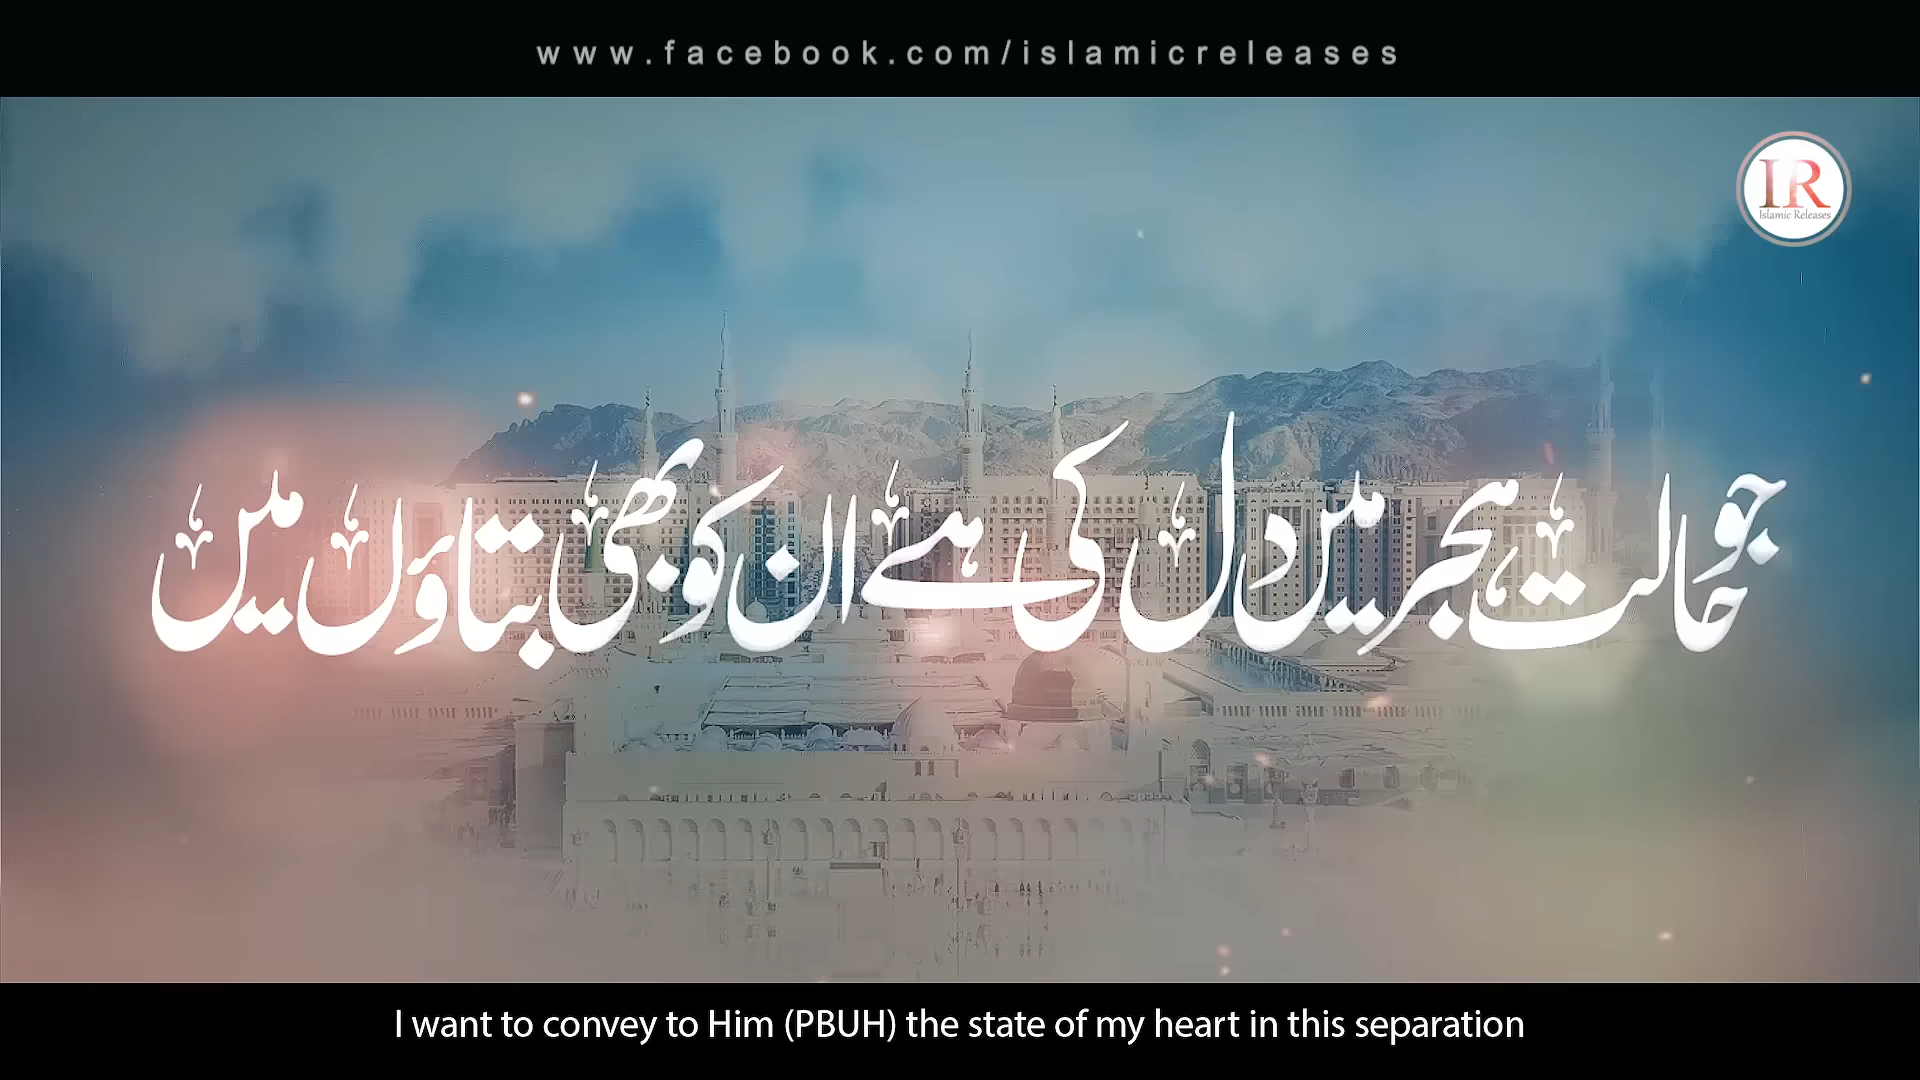 www.facebook.com/islamicreleases
IR
Islamic Releases
جو حالت ہجر میں دل کی ہے ان کو بھی بتاؤں میں
I want to convey to Him (PBUH) the state of my heart in this separation